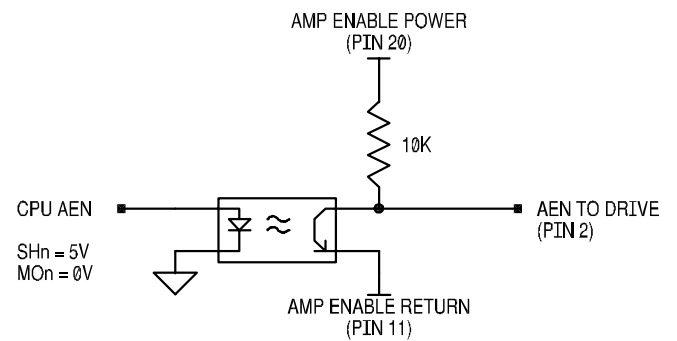 AMP ENABLE POWER
(PIN 20)
10K
CPU AEN
AEN TO DRIVE
(PIN 2)
SHn = 5V
MOn = 0V
AMP ENABLE RETURN
(PIN 11)